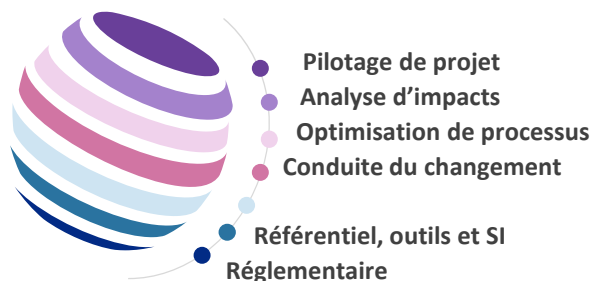 Pilotage de projet
Analyse d’impacts
Optimisation de processus
Conduite du changement
Référentiel, outils et SI
Réglementaire